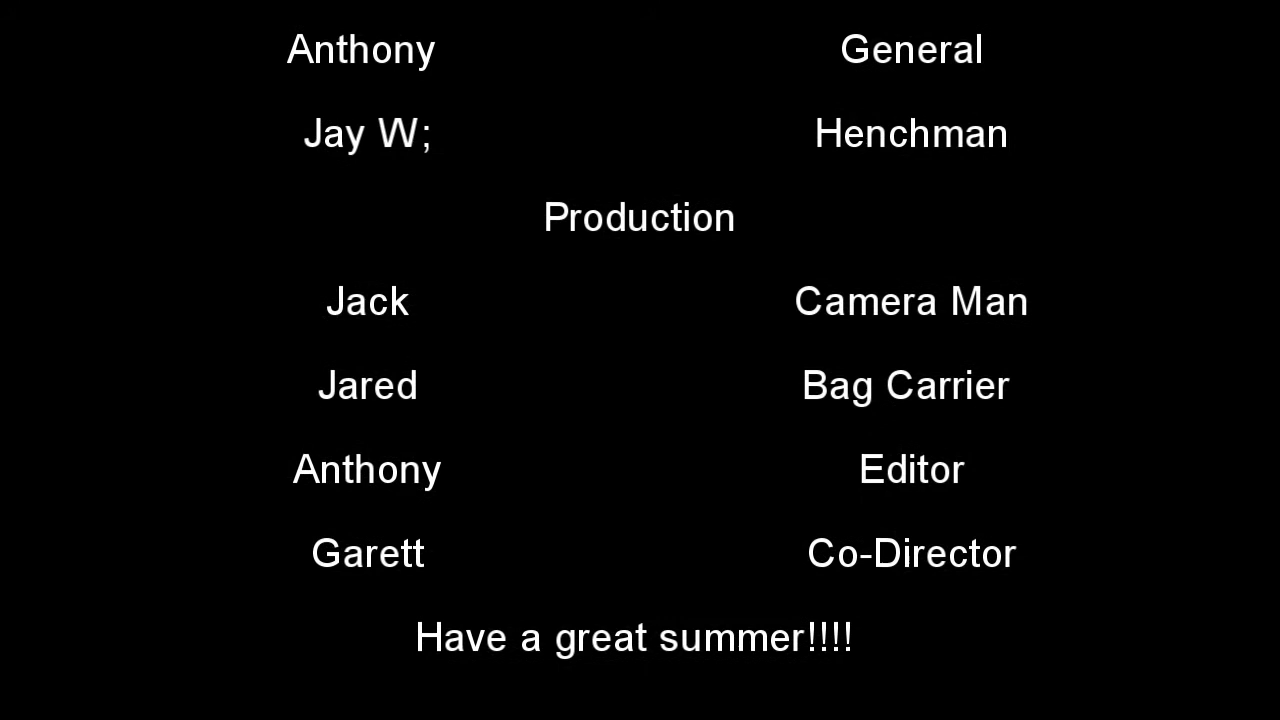 Anthony General
Jay W; Henchman
Production
Jack Camera Man
Jared Bag Carrier
Anthony Editor
Garett Co-Director
Have a great summer!!!!